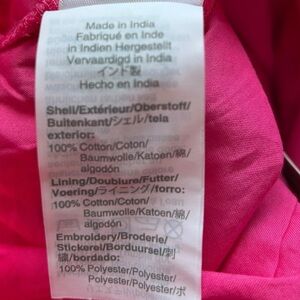 Made in India
Fabriqué en Inde
in Indien Hergestellt
Vervaardigd in India
インド製
Hecho en India
Shell/Extérieur/Oberstoff/
Buitenkant/シェル/tela
exterior:
100% Cotton/Coton/
Baumwolle/Katoen/綿/
algodón
Lining/Doublure/Futter/
Voering/ライニング/forro:
100% Cotton/Coton/
Baumwolle/Katoen/綿/
algodón
Embroidery/Broderie/
Stickerei/Borduursel/刺
繍/bordado:
100% Polyester/Polyester/
Polyester/Polyester/ポ